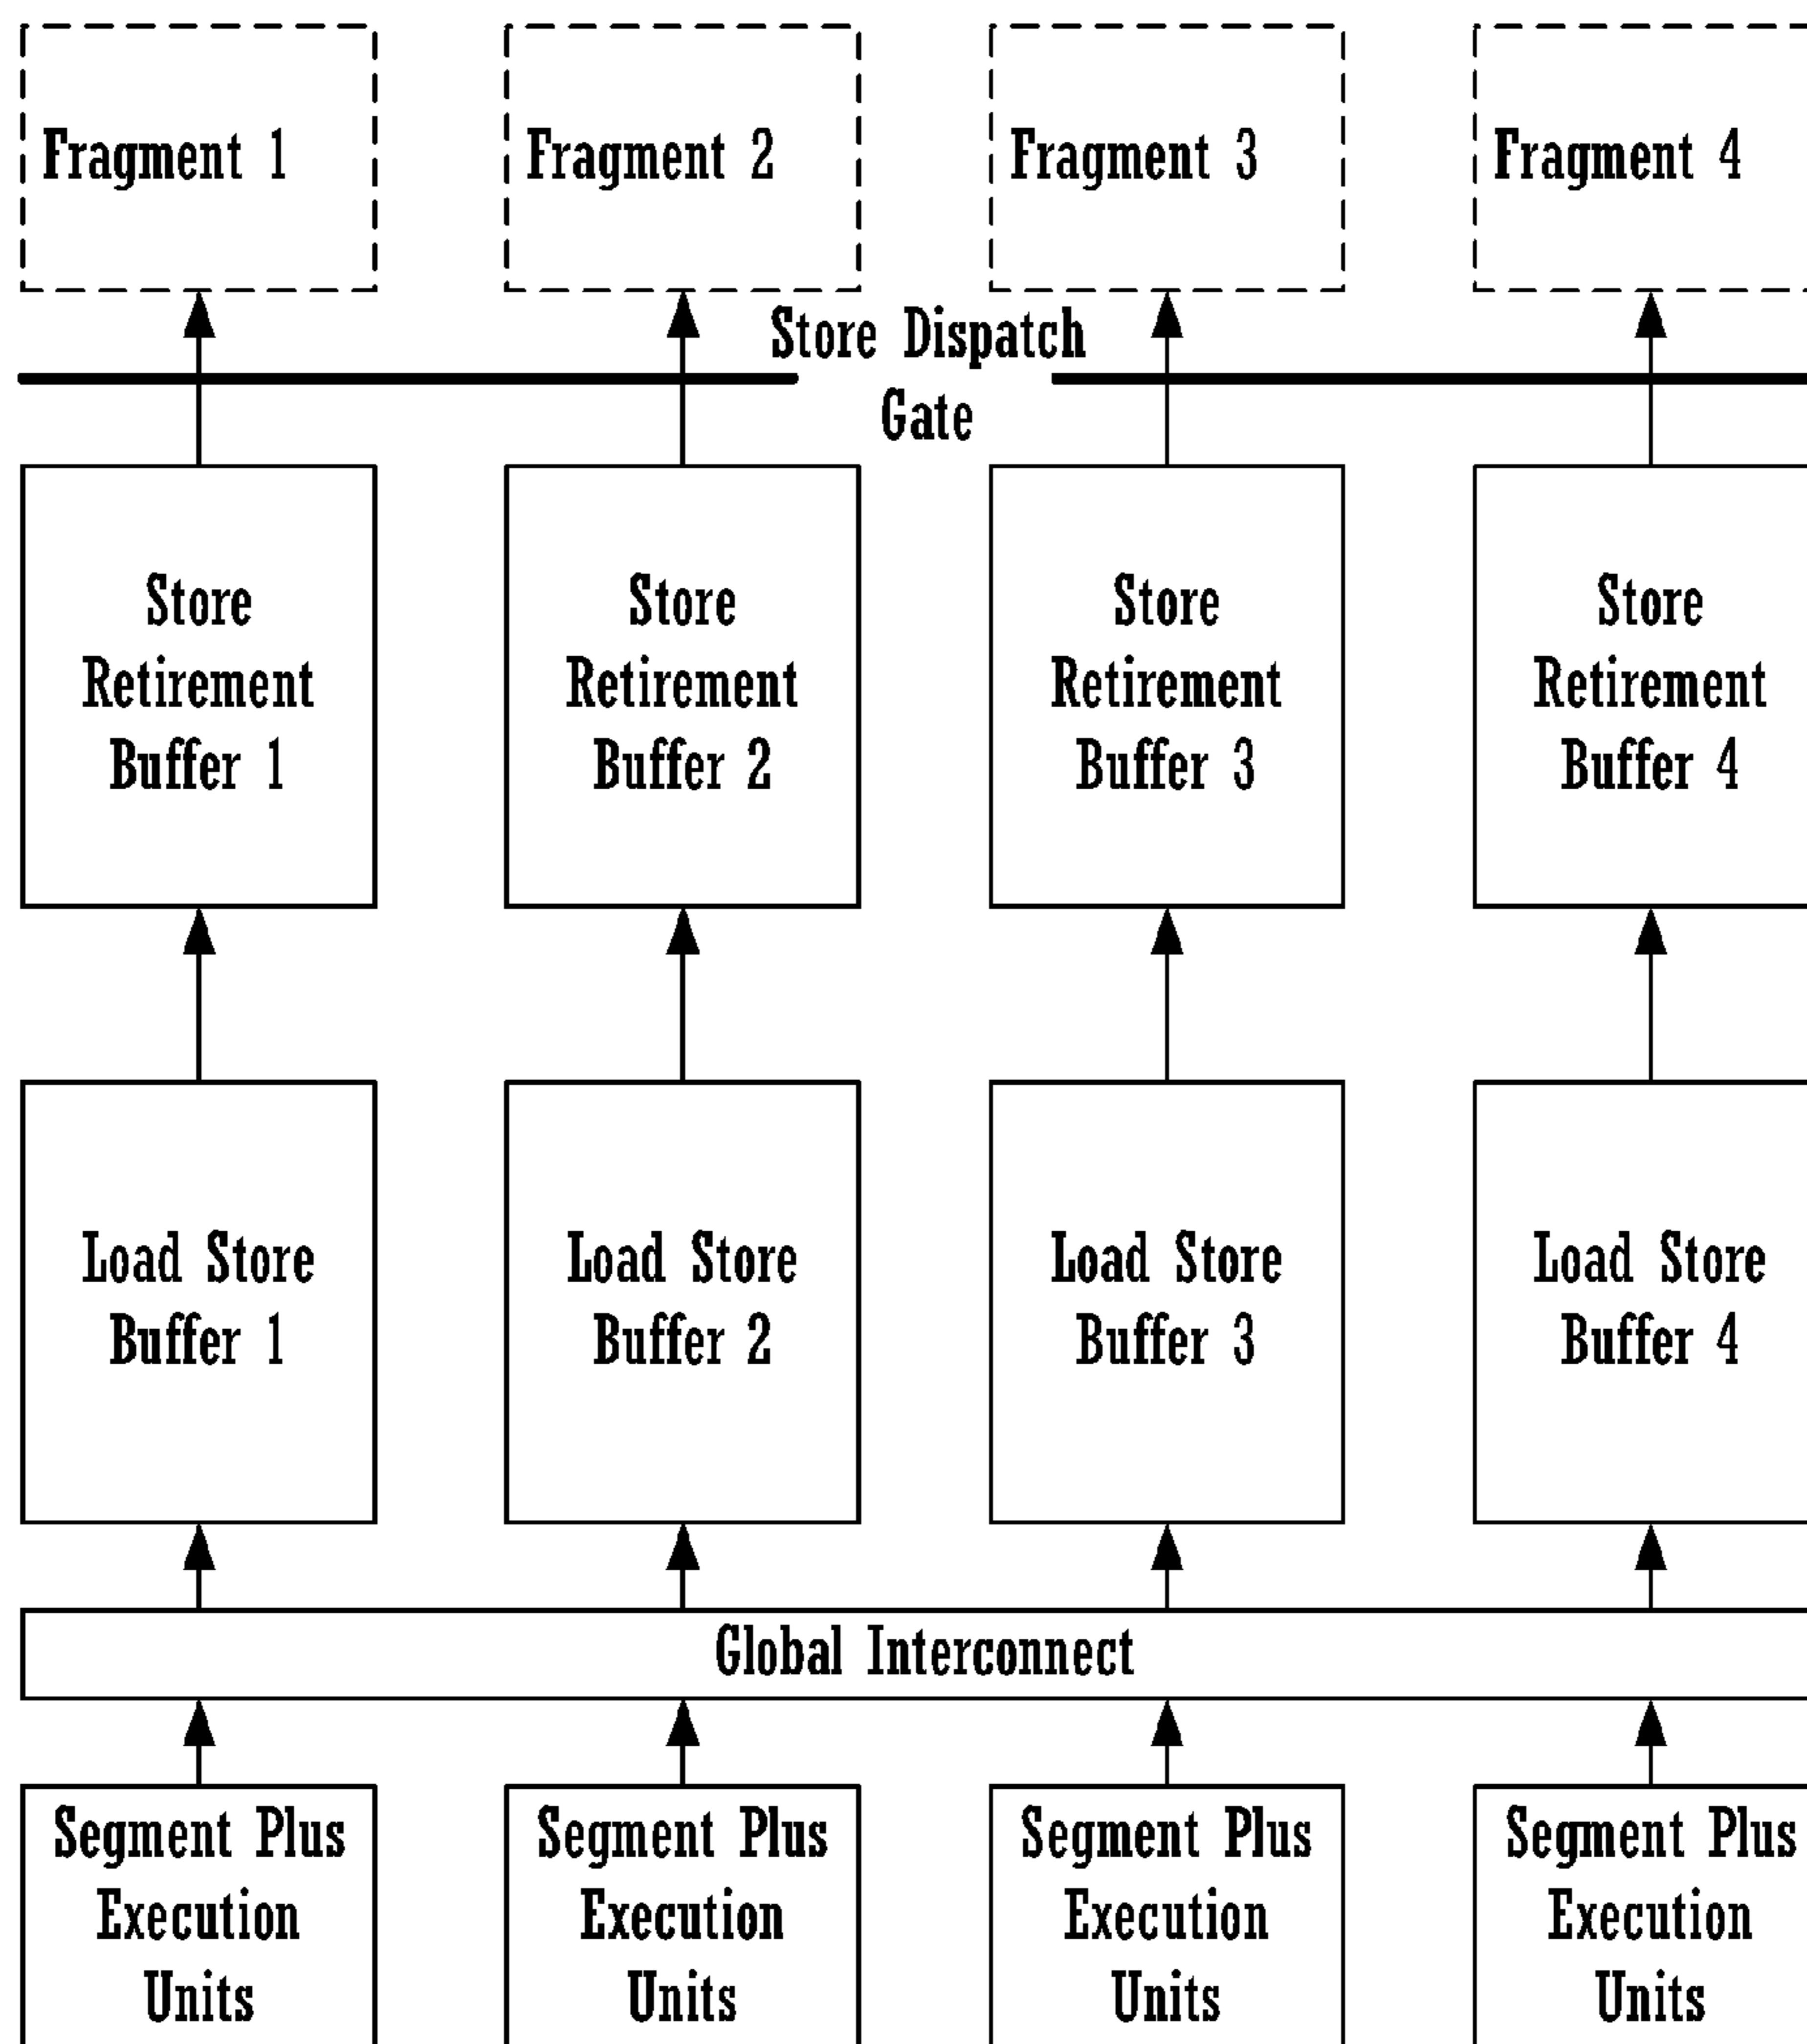 Fragment 1
Fragment 2
Fragment 3
Fragment 4
Store Dispatch
Gate
Store
Retirement
Buffer 1
Store
Retirement
Buffer 2
Store
Retirement
Buffer 3
Store
Retirement
Buffer 4
Load Store
Buffer 1
Load Store
Buffer 2
Load Store
Buffer 3
Load Store
Buffer 4
Global Interconnect
Segment Plus
Execution
Units
Segment Plus
Execution
Units
Segment Plus
Execution
Units
Segment Plus
Execution
Units